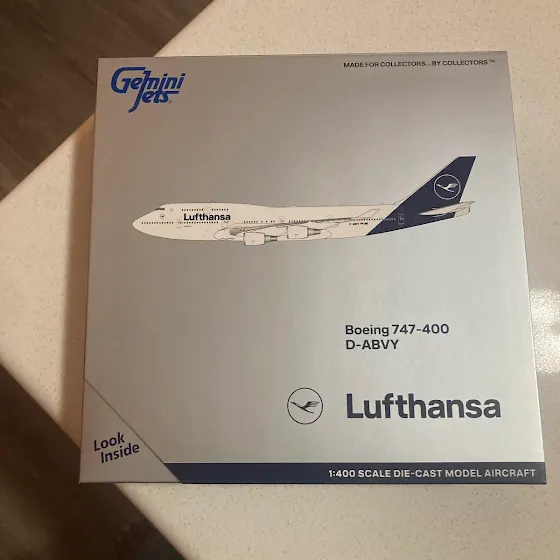 Gemini
Jets
MADE FOR COLLECTORS... BY COLLECTORS™
Lufthansa
Boeing 747-400
D-ABVY
Lufthansa
Look
Inside
1:400 SCALE DIE-CAST MODEL AIRCRAFT